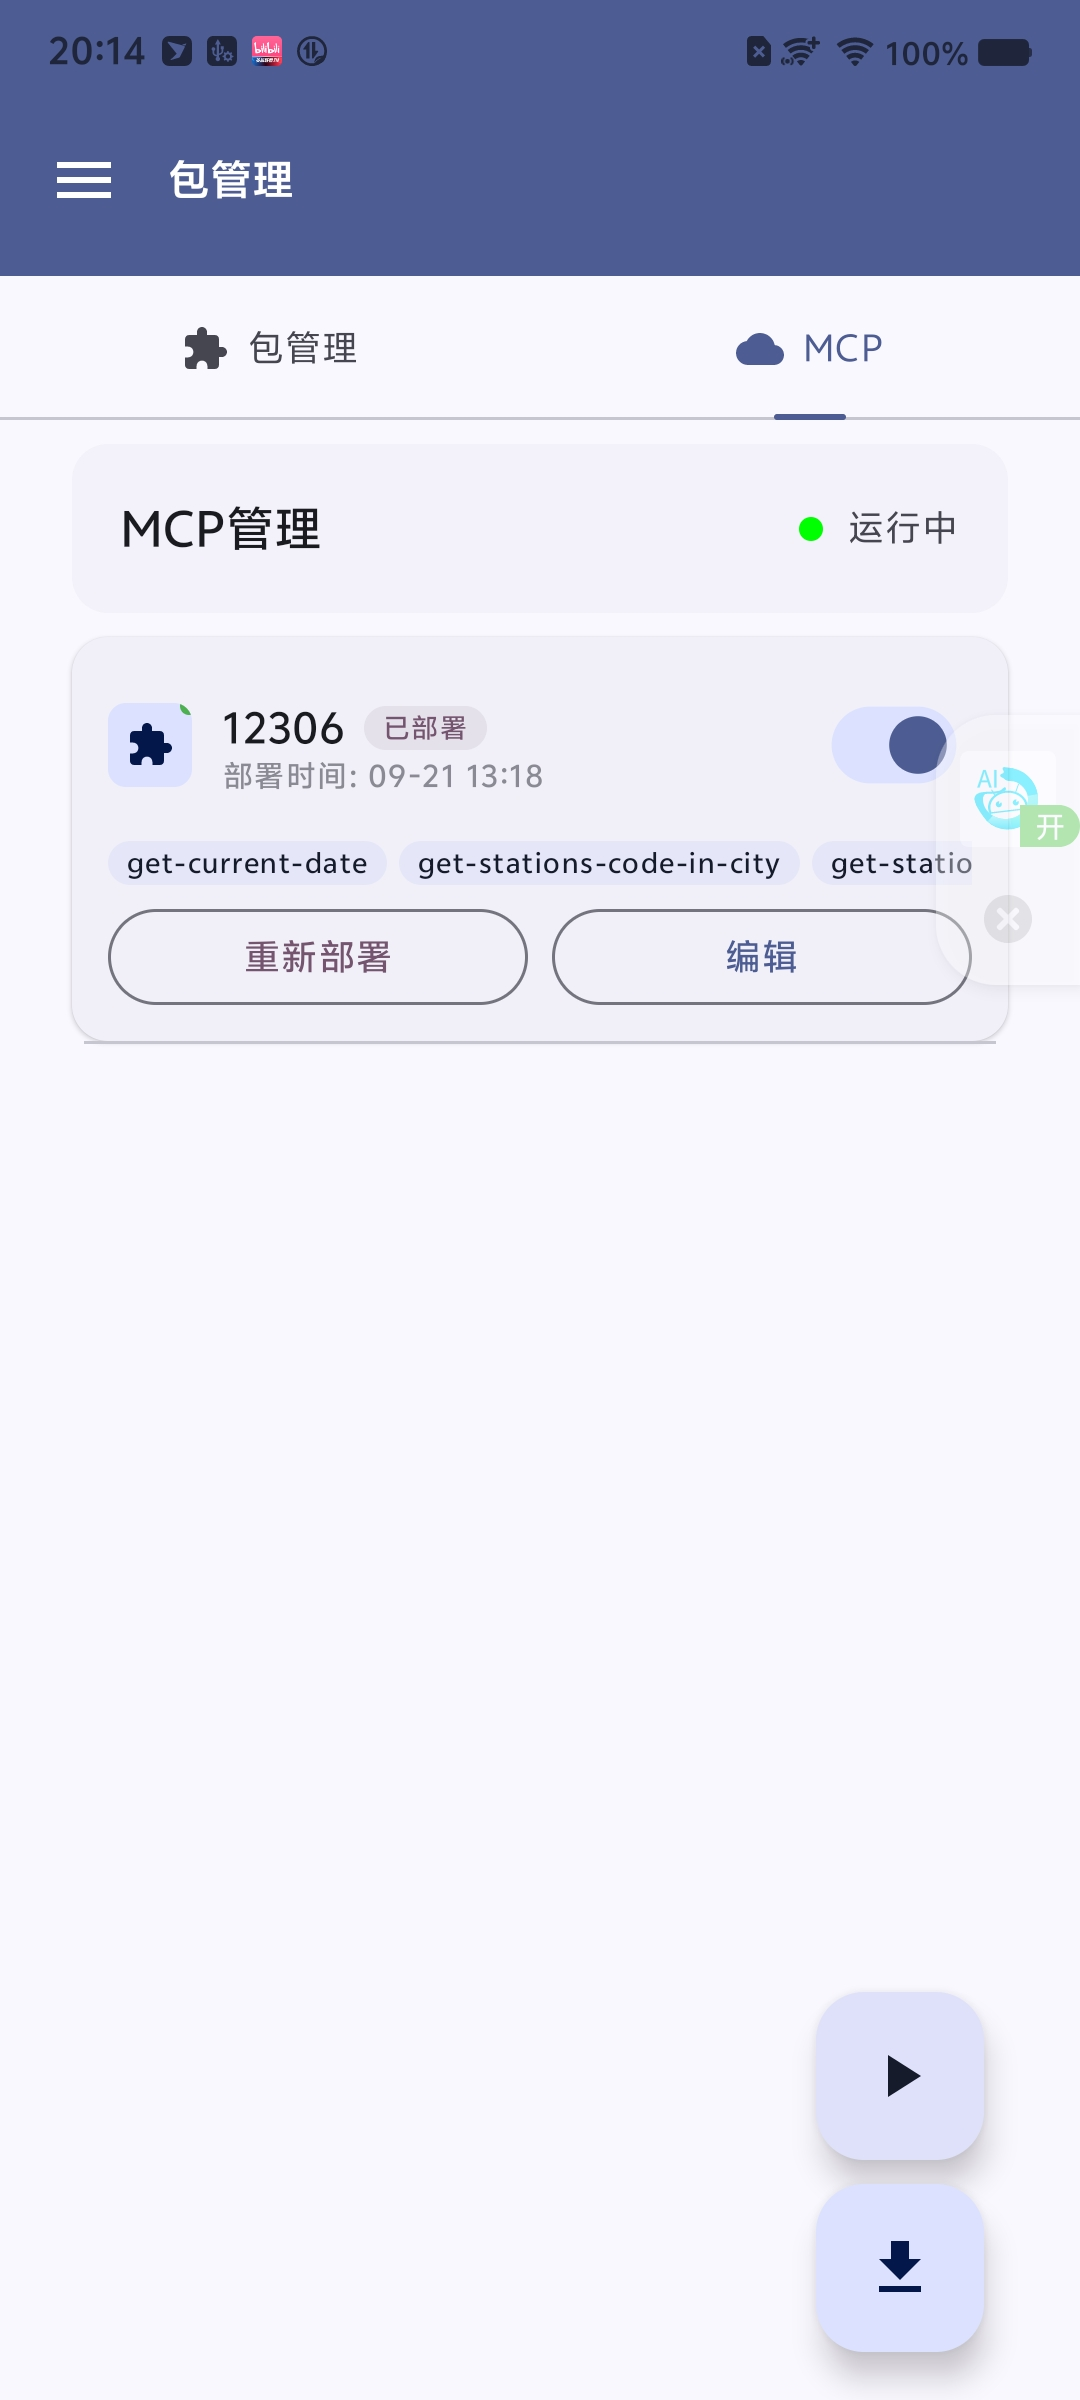 20:14
100%
包管理
包管理
MCP
MCP管理
运行中
12306
已部署
部署时间: 09-21 13:18
AI
开
get-current-date
get-stations-code-in-city
get-statio
重新部署
编辑